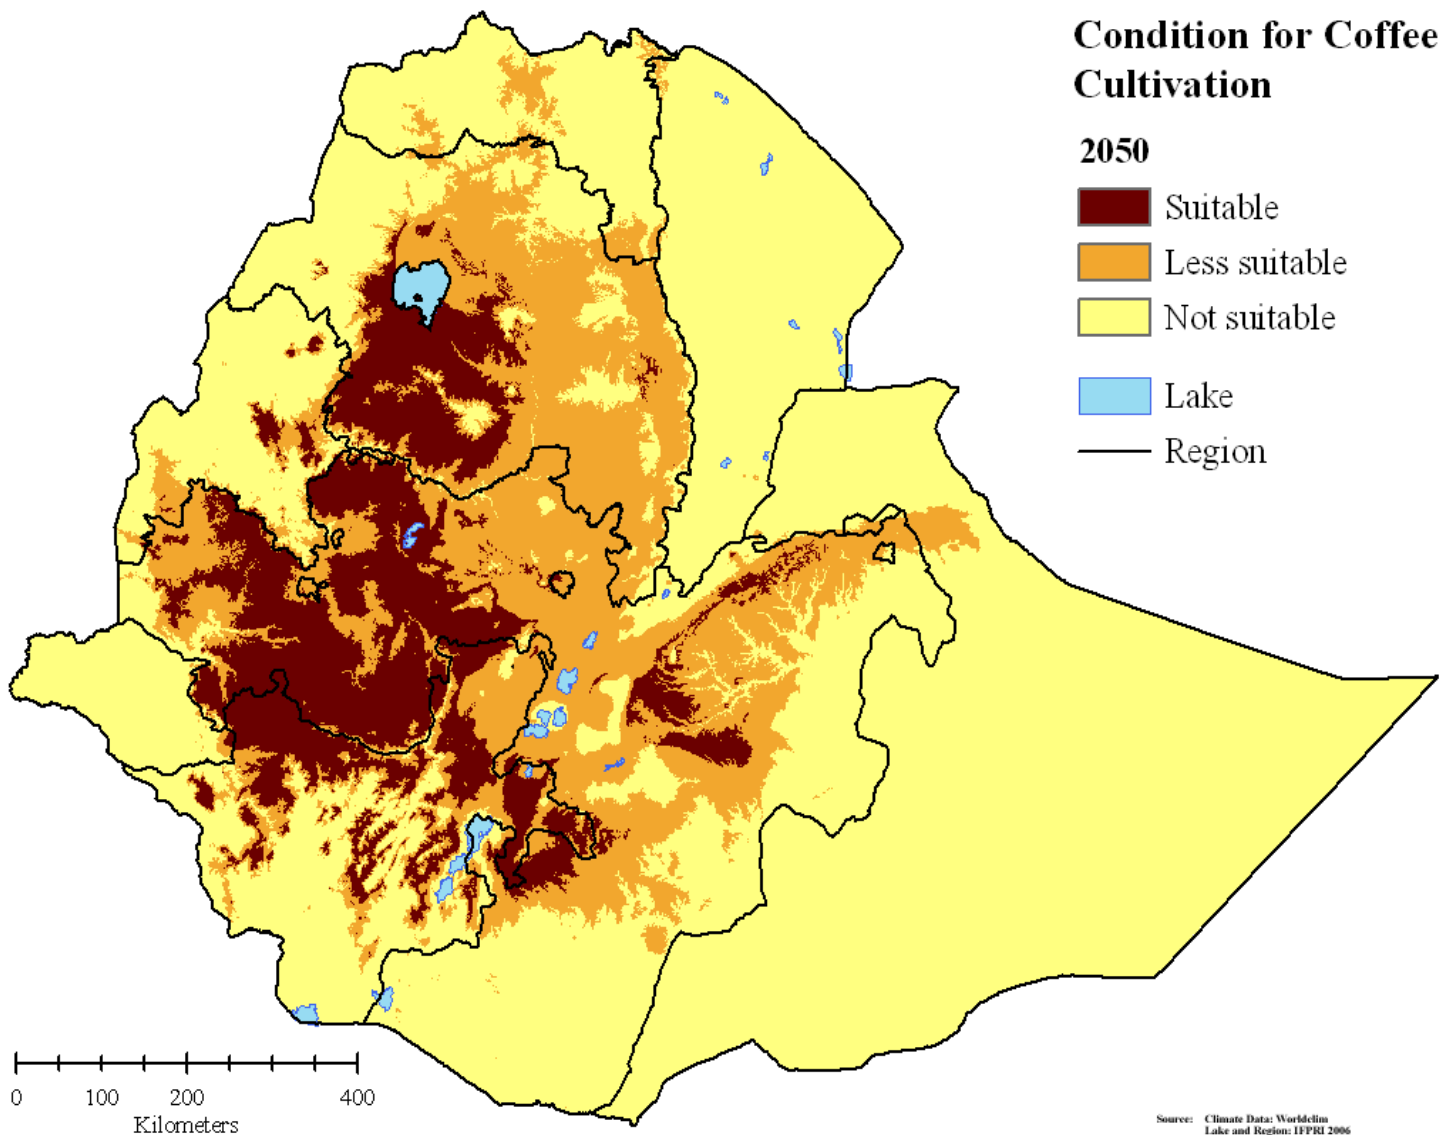 Condition for Coffee
Cultivation
2050
Suitable
Less suitable
Not suitable
Lake
Region
0 100 200 400
Kilometers
Source: Climate Data: Worldclim
Lake and Region: IFPRI 2006